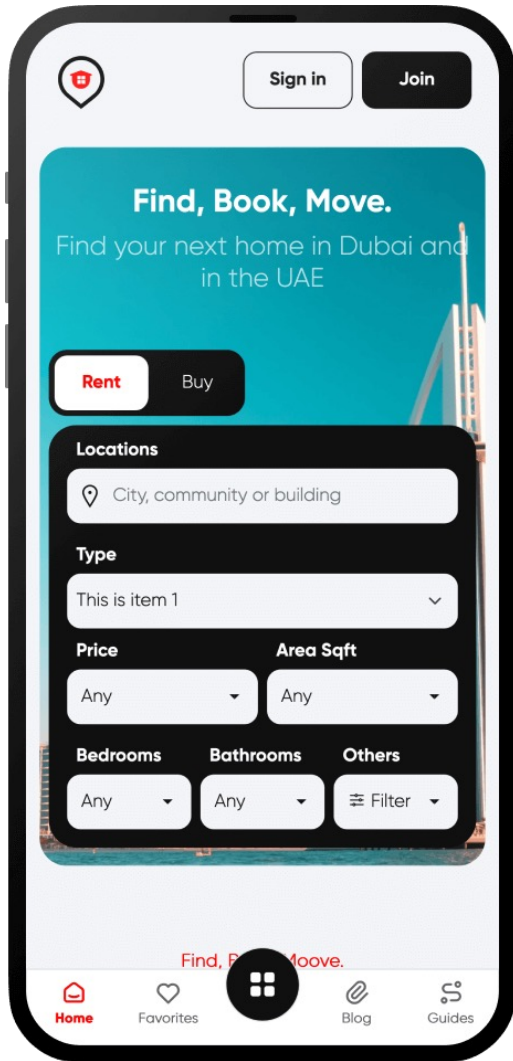 Sign in
Join
Find, Book, Move.
Find your next home in Dubai and
in the UAE
Rent
Buy
Locations
City, community or building
Type
This is item 1
Price
Area Sqft
Any
Any
Bedrooms
Bathrooms
Others
Any
Any
Filter
Find, Moove.
Home
Favorites
Blog
Guides